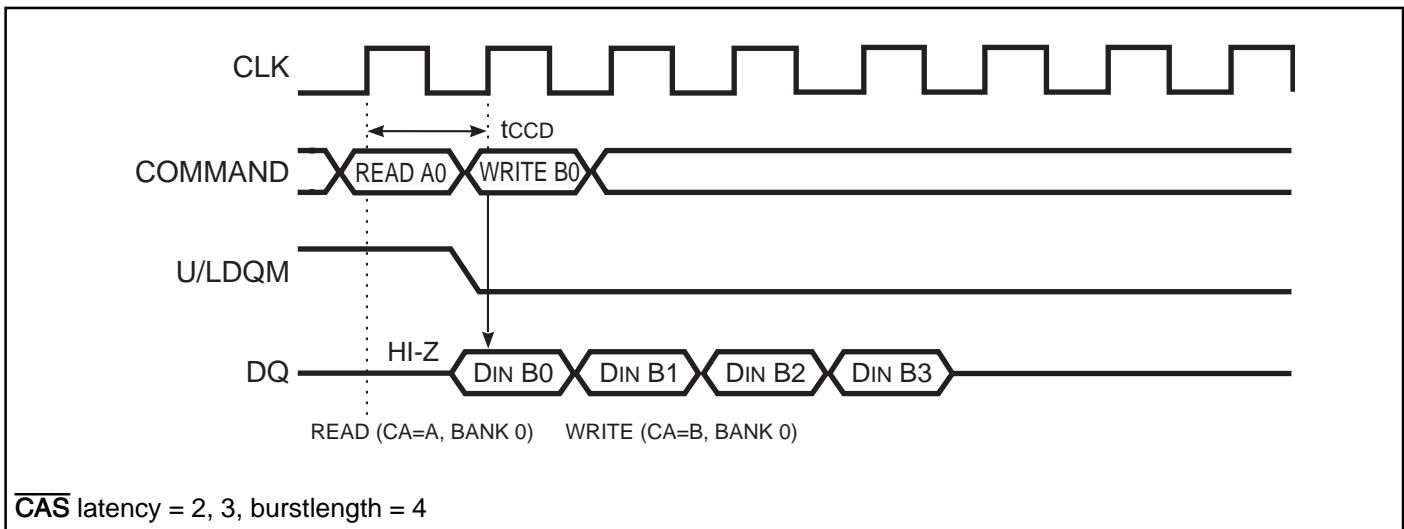 CLK
tCCD
COMMAND READ A0 WRITE B0
U/LDQM
HI-Z
DQ DIN B0 DIN B1 DIN B2 DIN B3
READ (CA=A, BANK 0) WRITE (CA=B, BANK 0)
CAS latency = 2, 3, burstlength = 4